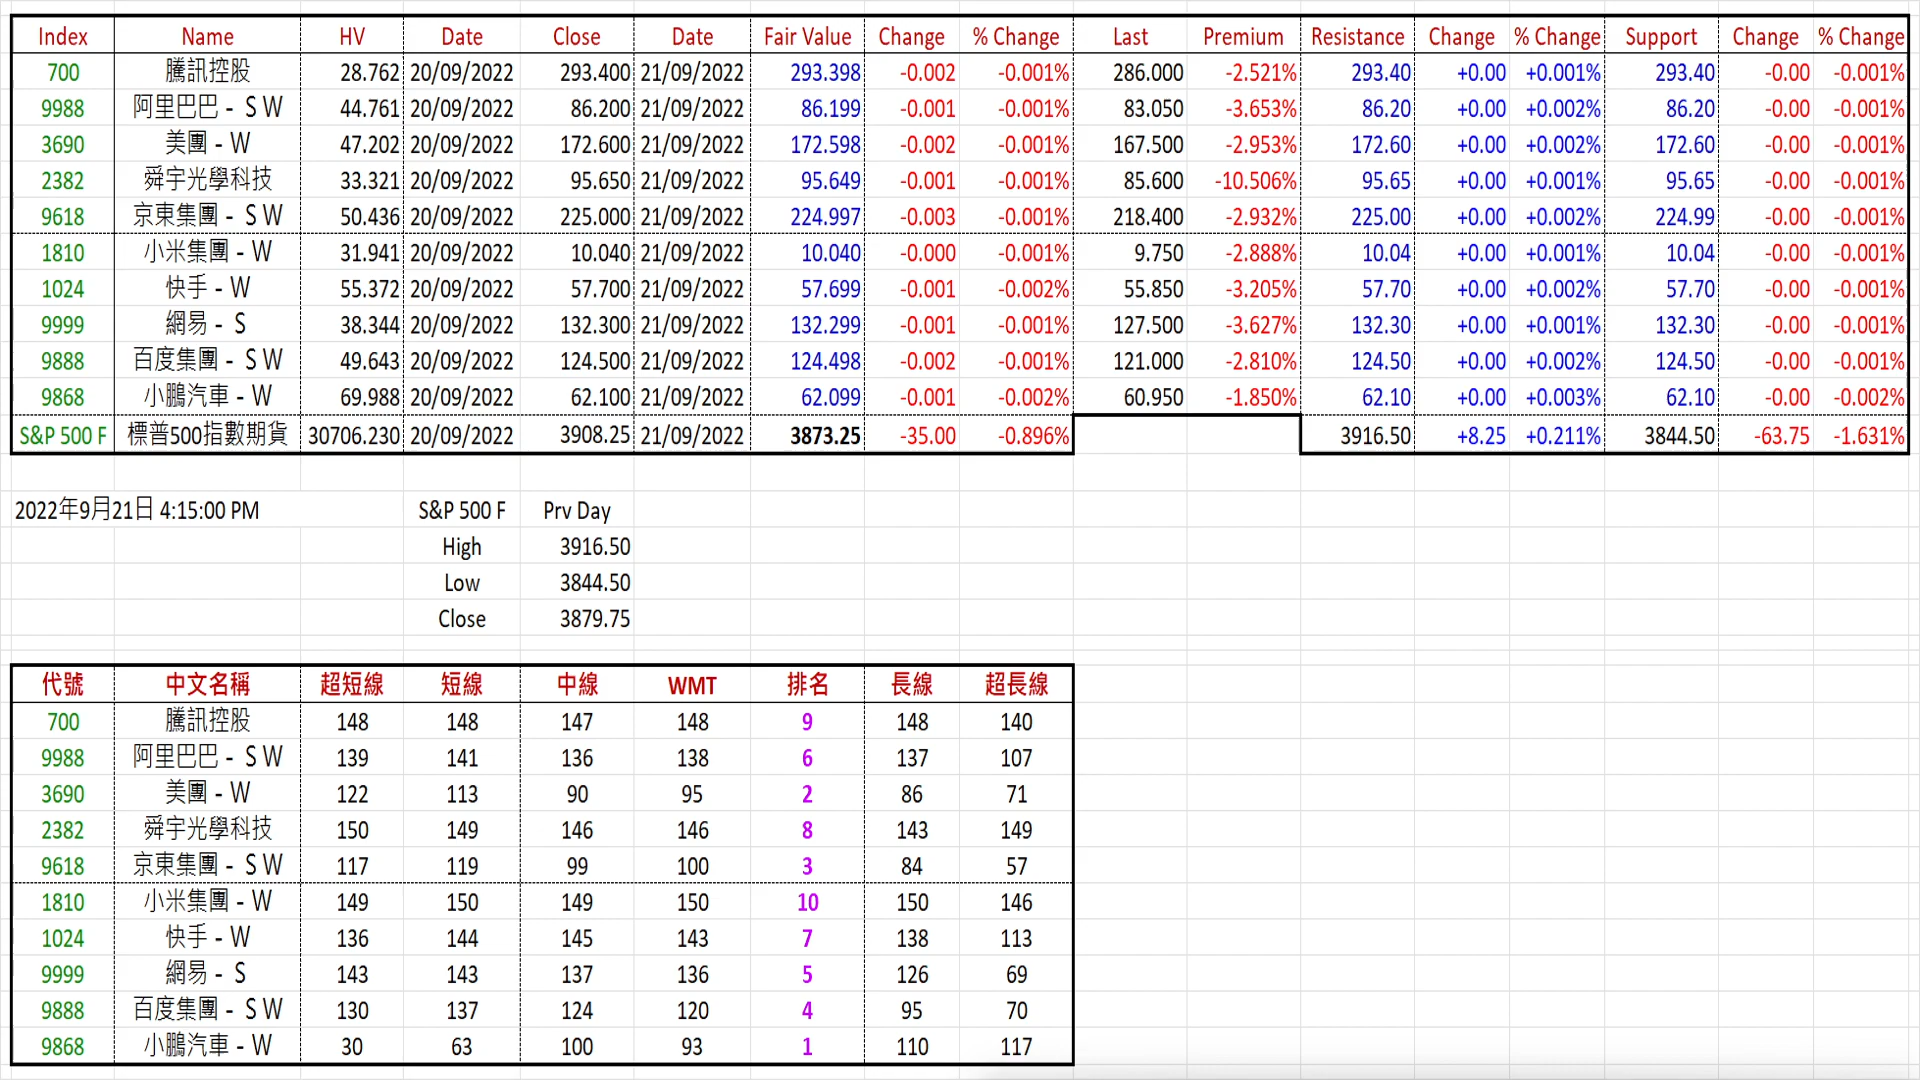 Index Name HV Date Close Date Fair Value Change % Change Last Premium Resistance Change % Change Support Change % Change
700 騰訊控股 28.762 20/09/2022 293.400 21/09/2022 293.398 -0.002 -0.001% 286.000 -2.521% 293.40 +0.00 +0.001% 293.40 -0.00 -0.001%
9988 阿里巴巴 - ＳＷ 44.761 20/09/2022 86.200 21/09/2022 86.199 -0.001 -0.001% 83.050 -3.653% 86.20 +0.00 +0.002% 86.20 -0.00 -0.001%
3690 美團 - Ｗ 47.202 20/09/2022 172.600 21/09/2022 172.598 -0.002 -0.001% 167.500 -2.953% 172.60 +0.00 +0.002% 172.60 -0.00 -0.001%
2382 舜宇光學科技 33.321 20/09/2022 95.650 21/09/2022 95.649 -0.001 -0.001% 85.600 -10.506% 95.65 +0.00 +0.001% 95.65 -0.00 -0.001%
9618 京東集團 - ＳＷ 50.436 20/09/2022 225.000 21/09/2022 224.997 -0.003 -0.001% 218.400 -2.932% 225.00 +0.00 +0.002% 224.99 -0.00 -0.001%
1810 小米集團 - Ｗ 31.941 20/09/2022 10.040 21/09/2022 10.040 -0.000 -0.001% 9.750 -2.888% 10.04 +0.00 +0.001% 10.04 -0.00 -0.001%
1024 快手 - Ｗ 55.372 20/09/2022 57.700 21/09/2022 57.699 -0.001 -0.002% 55.850 -3.205% 57.70 +0.00 +0.002% 57.70 -0.00 -0.001%
9999 網易 - Ｓ 38.344 20/09/2022 132.300 21/09/2022 132.299 -0.001 -0.001% 127.500 -3.627% 132.30 +0.00 +0.001% 132.30 -0.00 -0.001%
9888 百度集團 - ＳＷ 49.643 20/09/2022 124.500 21/09/2022 124.498 -0.002 -0.001% 121.000 -2.810% 124.50 +0.00 +0.002% 124.50 -0.00 -0.001%
9868 小鵬汽車 - Ｗ 69.988 20/09/2022 62.100 21/09/2022 62.099 -0.001 -0.002% 60.950 -1.850% 62.10 +0.00 +0.003% 62.10 -0.00 -0.002%
S&P 500 F 標普500指數期貨 30706.230 20/09/2022 3908.25 21/09/2022 3873.25 -35.00 -0.896% 3916.50 +8.25 +0.211% 3844.50 -63.75 -1.631%
2022年9月21日 4:15:00 PM S&P 500 F Prv Day
High 3916.50
Low 3844.50
Close 3879.75
代號 中文名稱 超短線 短線 中線 WMT 排名 長線 超長線
700 騰訊控股 148 148 147 148 9 148 140
9988 阿里巴巴 - ＳＷ 139 141 136 138 6 137 107
3690 美團 - Ｗ 122 113 90 95 2 86 71
2382 舜宇光學科技 150 149 146 146 8 143 149
9618 京東集團 - ＳＷ 117 119 99 100 3 84 57
1810 小米集團 - Ｗ 149 150 149 150 10 150 146
1024 快手 - Ｗ 136 144 145 143 7 138 113
9999 網易 - Ｓ 143 143 137 136 5 126 69
9888 百度集團 - ＳＷ 130 137 124 120 4 95 70
9868 小鵬汽車 - Ｗ 30 63 100 93 1 110 117